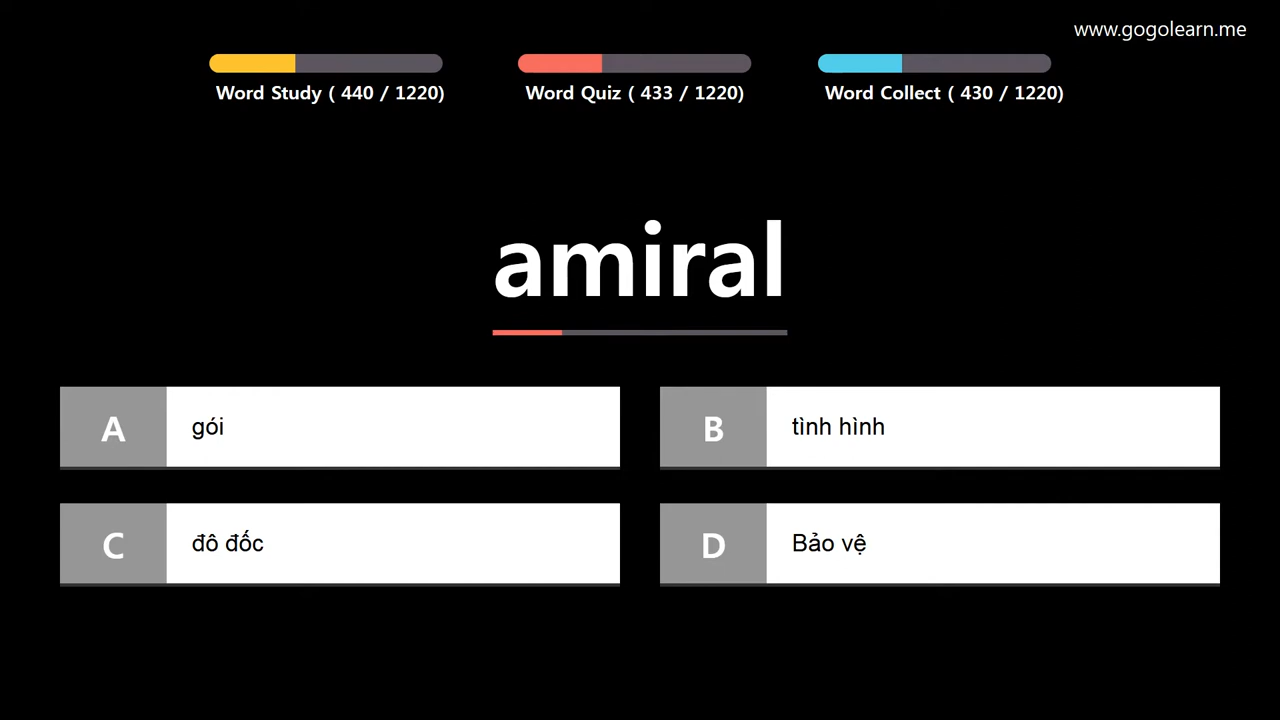 www.gogolearn.me
Word Study ( 440 / 1220)
Word Quiz ( 433 / 1220)
Word Collect ( 430 / 1220)
amiral
A gói
B tình hình
C đô đốc
D Bảo vệ